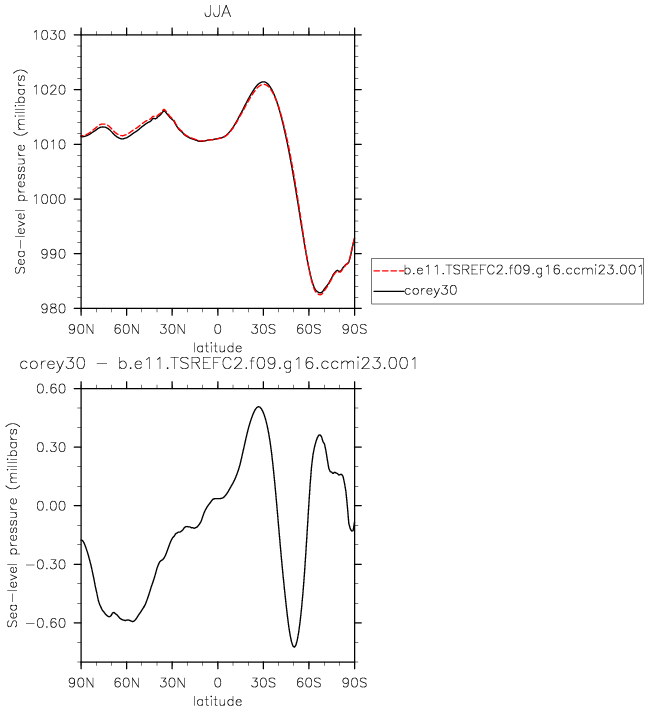 JJA
1030
1020
1010
1000
990
980
Sea-level pressure (millibars)
90N 60N 30N 0 30S 60S 90S
latitude
b.e11.TSREFC2.f09.g16.ccmi23.001
corey30
corey30 - b.e11.TSREFC2.f09.g16.ccmi23.001
0.60
0.30
0.00
-0.30
-0.60
Sea-level pressure (millibars)
90N 60N 30N 0 30S 60S 90S
latitude